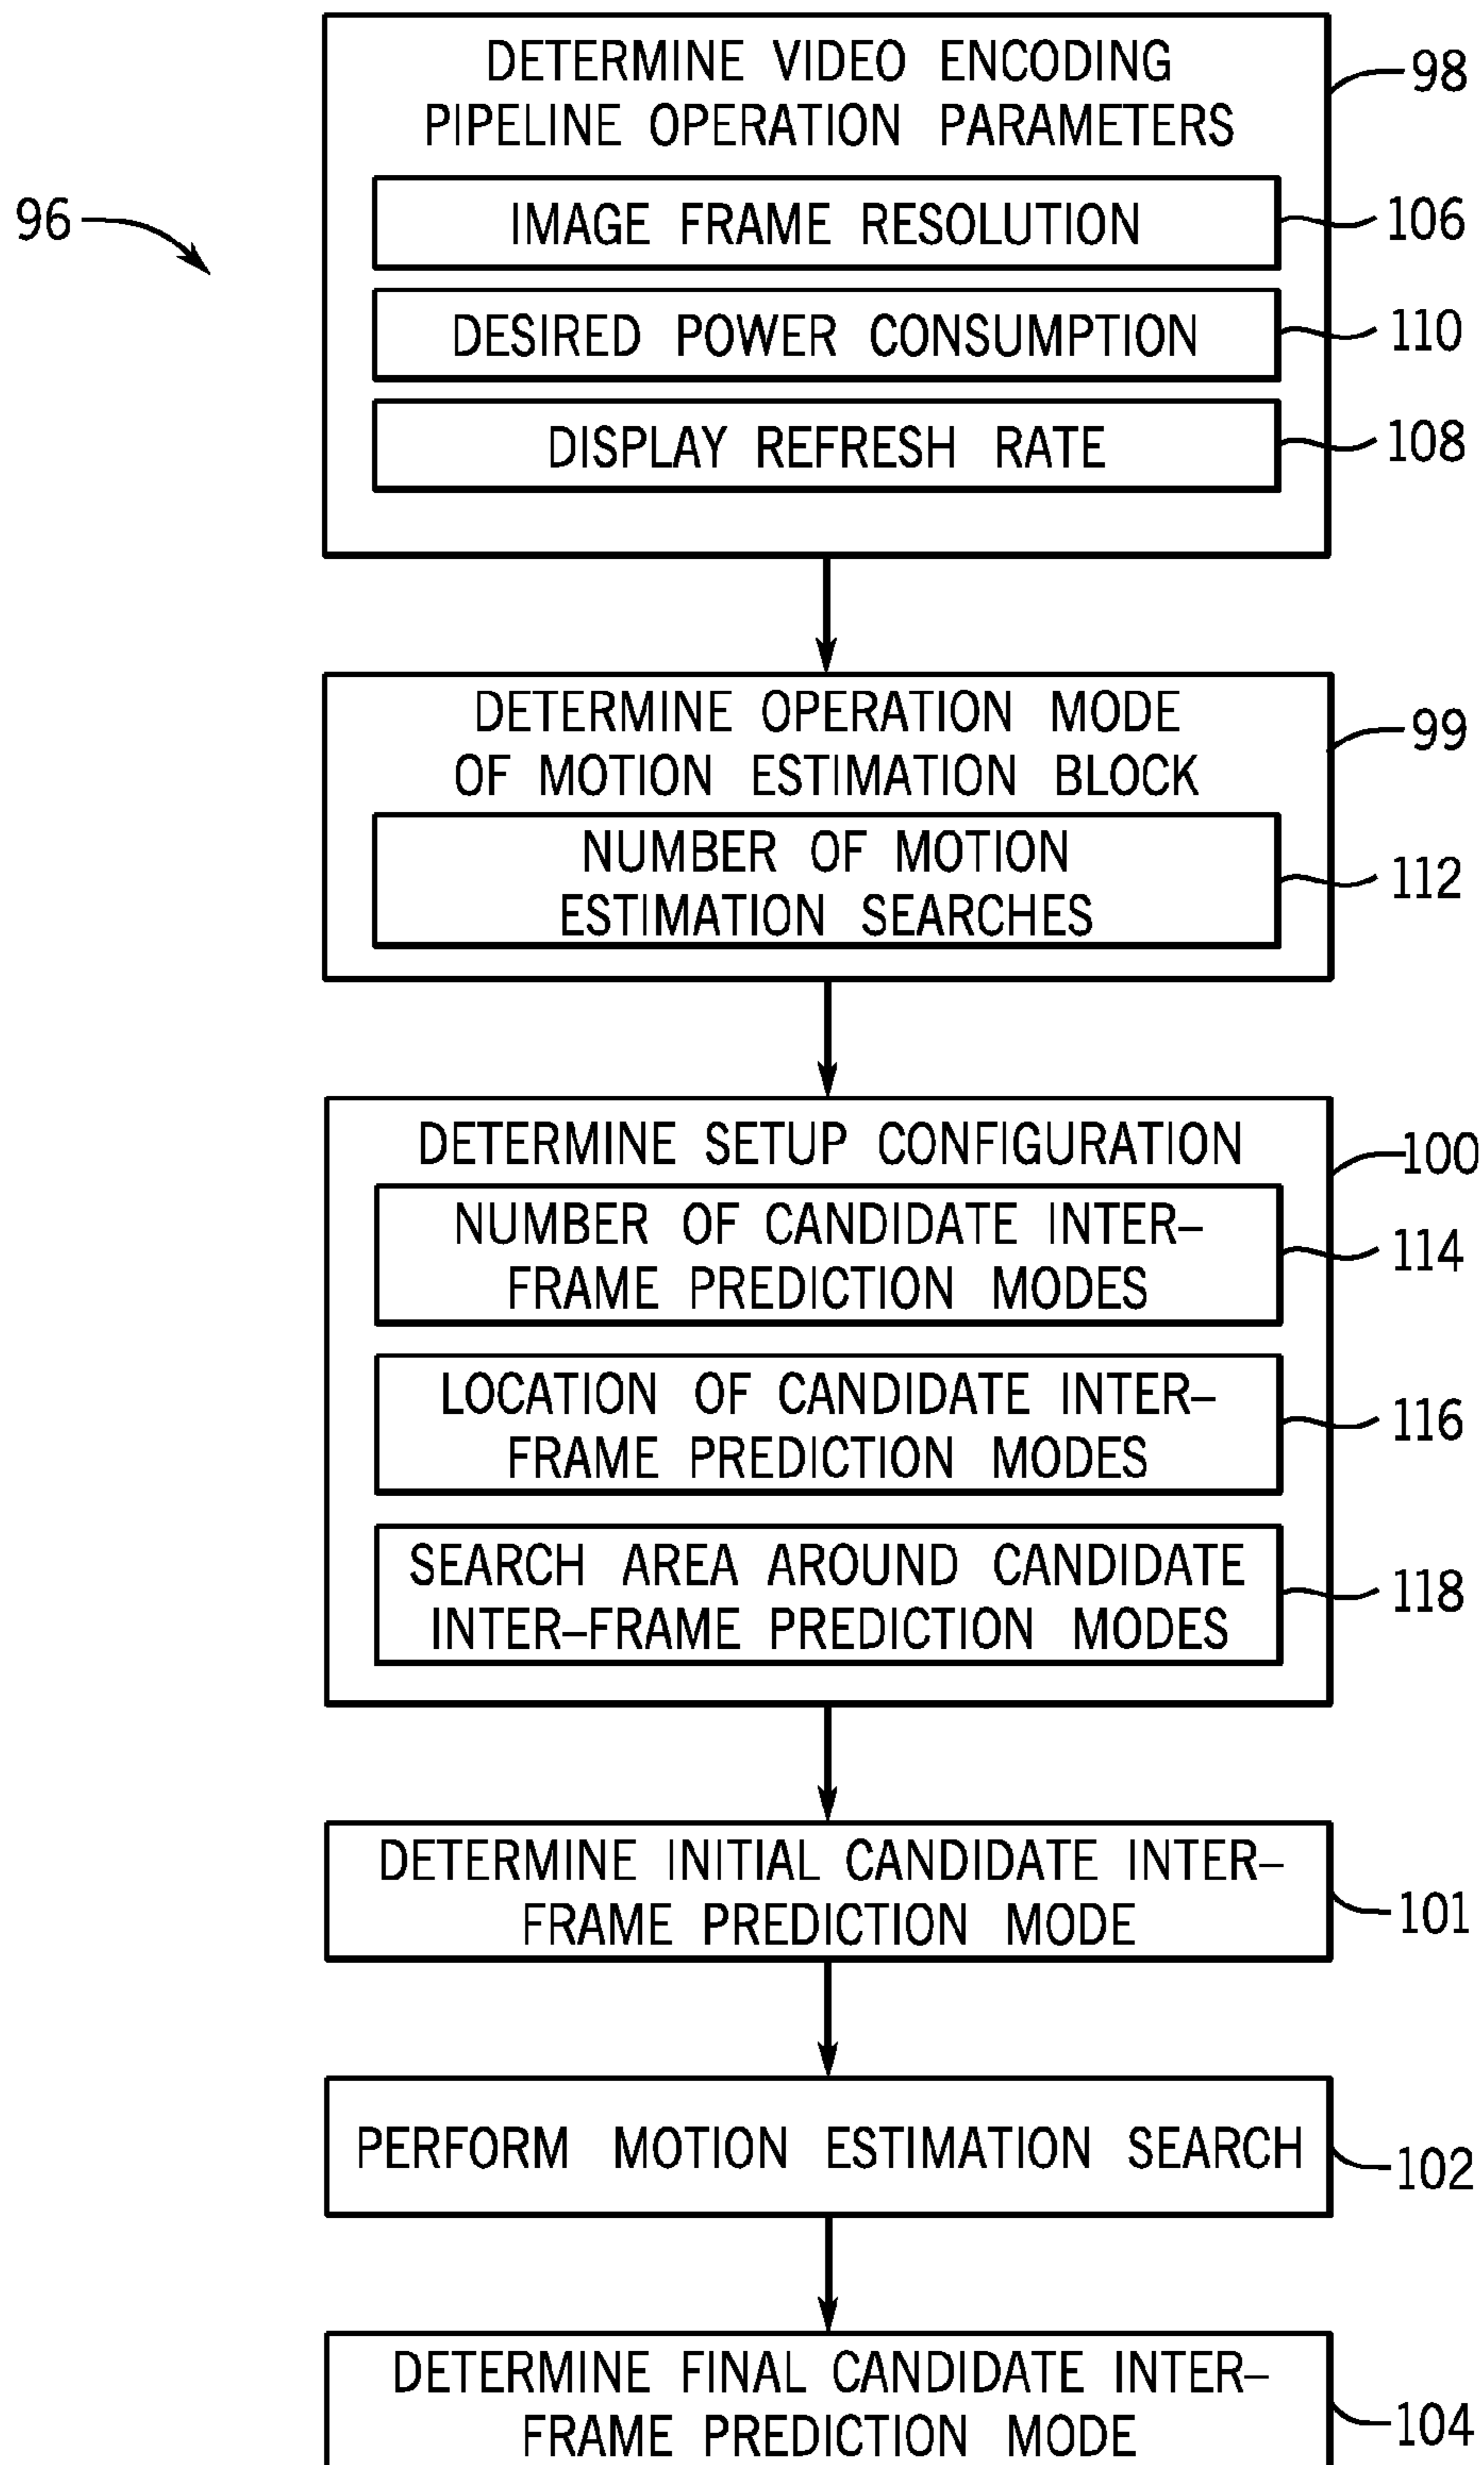 DETERMINE VIDEO ENCODING
PIPELINE OPERATION PARAMETERS
98
96
IMAGE FRAME RESOLUTION
106
DESIRED POWER CONSUMPTION
110
DISPLAY REFRESH RATE
108
DETERMINE OPERATION MODE
OF MOTION ESTIMATION BLOCK
99
NUMBER OF MOTION
ESTIMATION SEARCHES
112
DETERMINE SETUP CONFIGURATION
100
NUMBER OF CANDIDATE INTER–
FRAME PREDICTION MODES
114
LOCATION OF CANDIDATE INTER–
FRAME PREDICTION MODES
116
SEARCH AREA AROUND CANDIDATE
INTER–FRAME PREDICTION MODES
118
DETERMINE INITIAL CANDIDATE INTER–
FRAME PREDICTION MODE
101
PERFORM MOTION ESTIMATION SEARCH
102
DETERMINE FINAL CANDIDATE INTER–
FRAME PREDICTION MODE
104